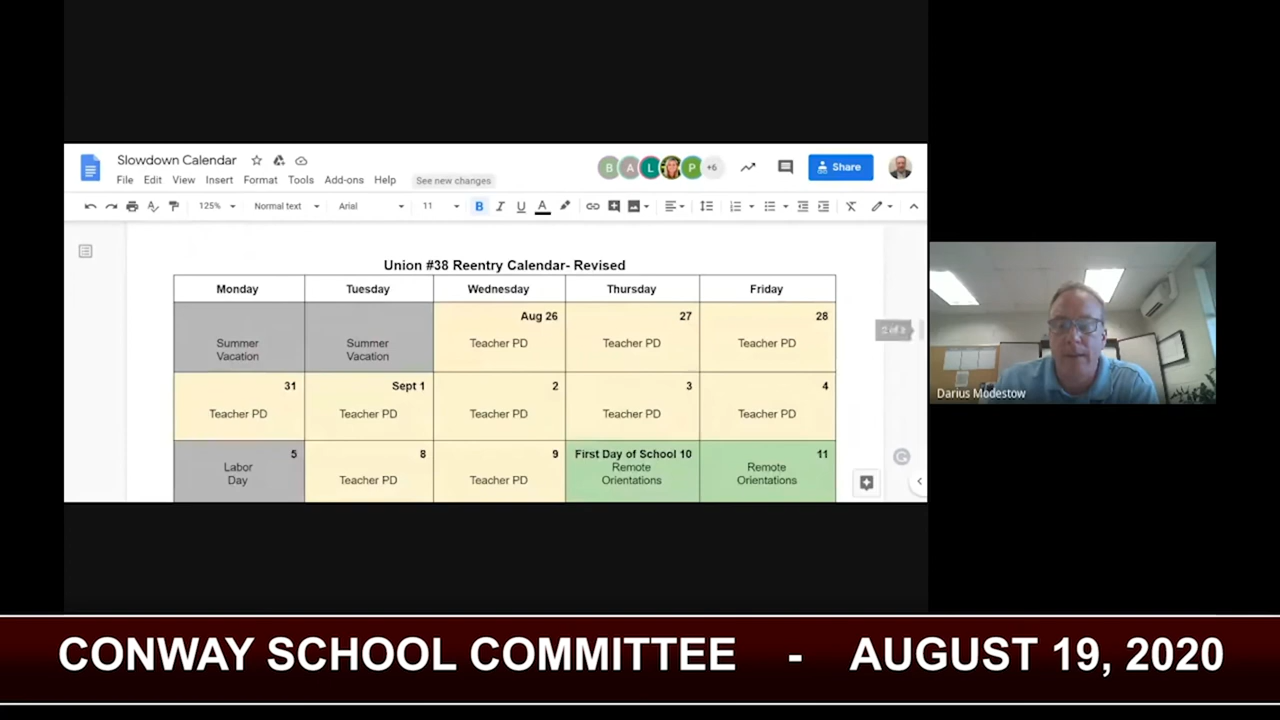 Slowdown Calendar
B A L P +6
Share
File Edit View Insert Format Tools Add-ons Help See new changes
125% Normal text Arial 11 B I U A
Union #38 Reentry Calendar- Revised
Monday Tuesday Wednesday Thursday Friday
Aug 26 27 28
Summer Summer Teacher PD Teacher PD Teacher PD
Vacation Vacation
31 Sept 1 2 3 4
Teacher PD Teacher PD Teacher PD Teacher PD Teacher PD
5 8 9 First Day of School 10 11
Labor Remote Remote
Day Teacher PD Teacher PD Orientations Orientations
Darius Modestow
CONWAY SCHOOL COMMITTEE - AUGUST 19, 2020